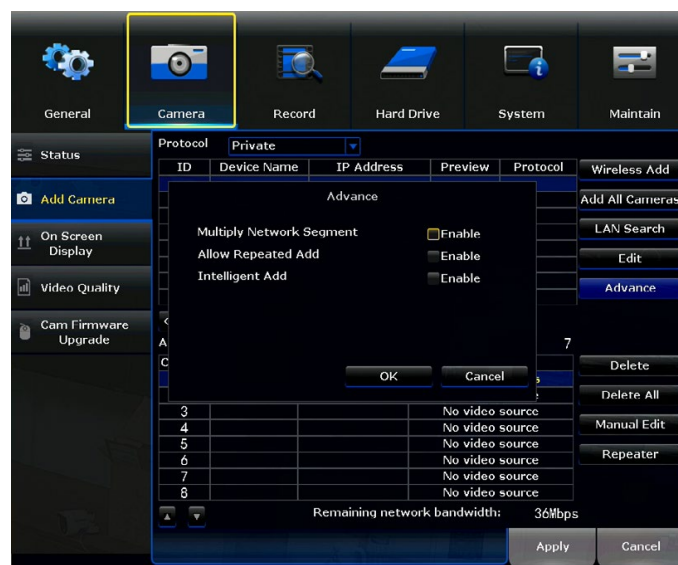 General Camera Record Hard Drive System Maintain
Status
Add Camera
On Screen
Display
Video Quality
Cam Firmware
Upgrade
Protocol Private
ID Device Name IP Address Preview Protocol
Wireless Add
Add All Cameras
LAN Search
Edit
Advance
Advance
Multiply Network Segment Enable
Allow Repeated Add Enable
Intelligent Add Enable
OK Cancel
7
3 No video source
4 No video source
5 No video source
6 No video source
7 No video source
8 No video source
Delete
Delete All
Manual Edit
Repeater
Remaining network bandwidth: 36Mbps
Apply Cancel